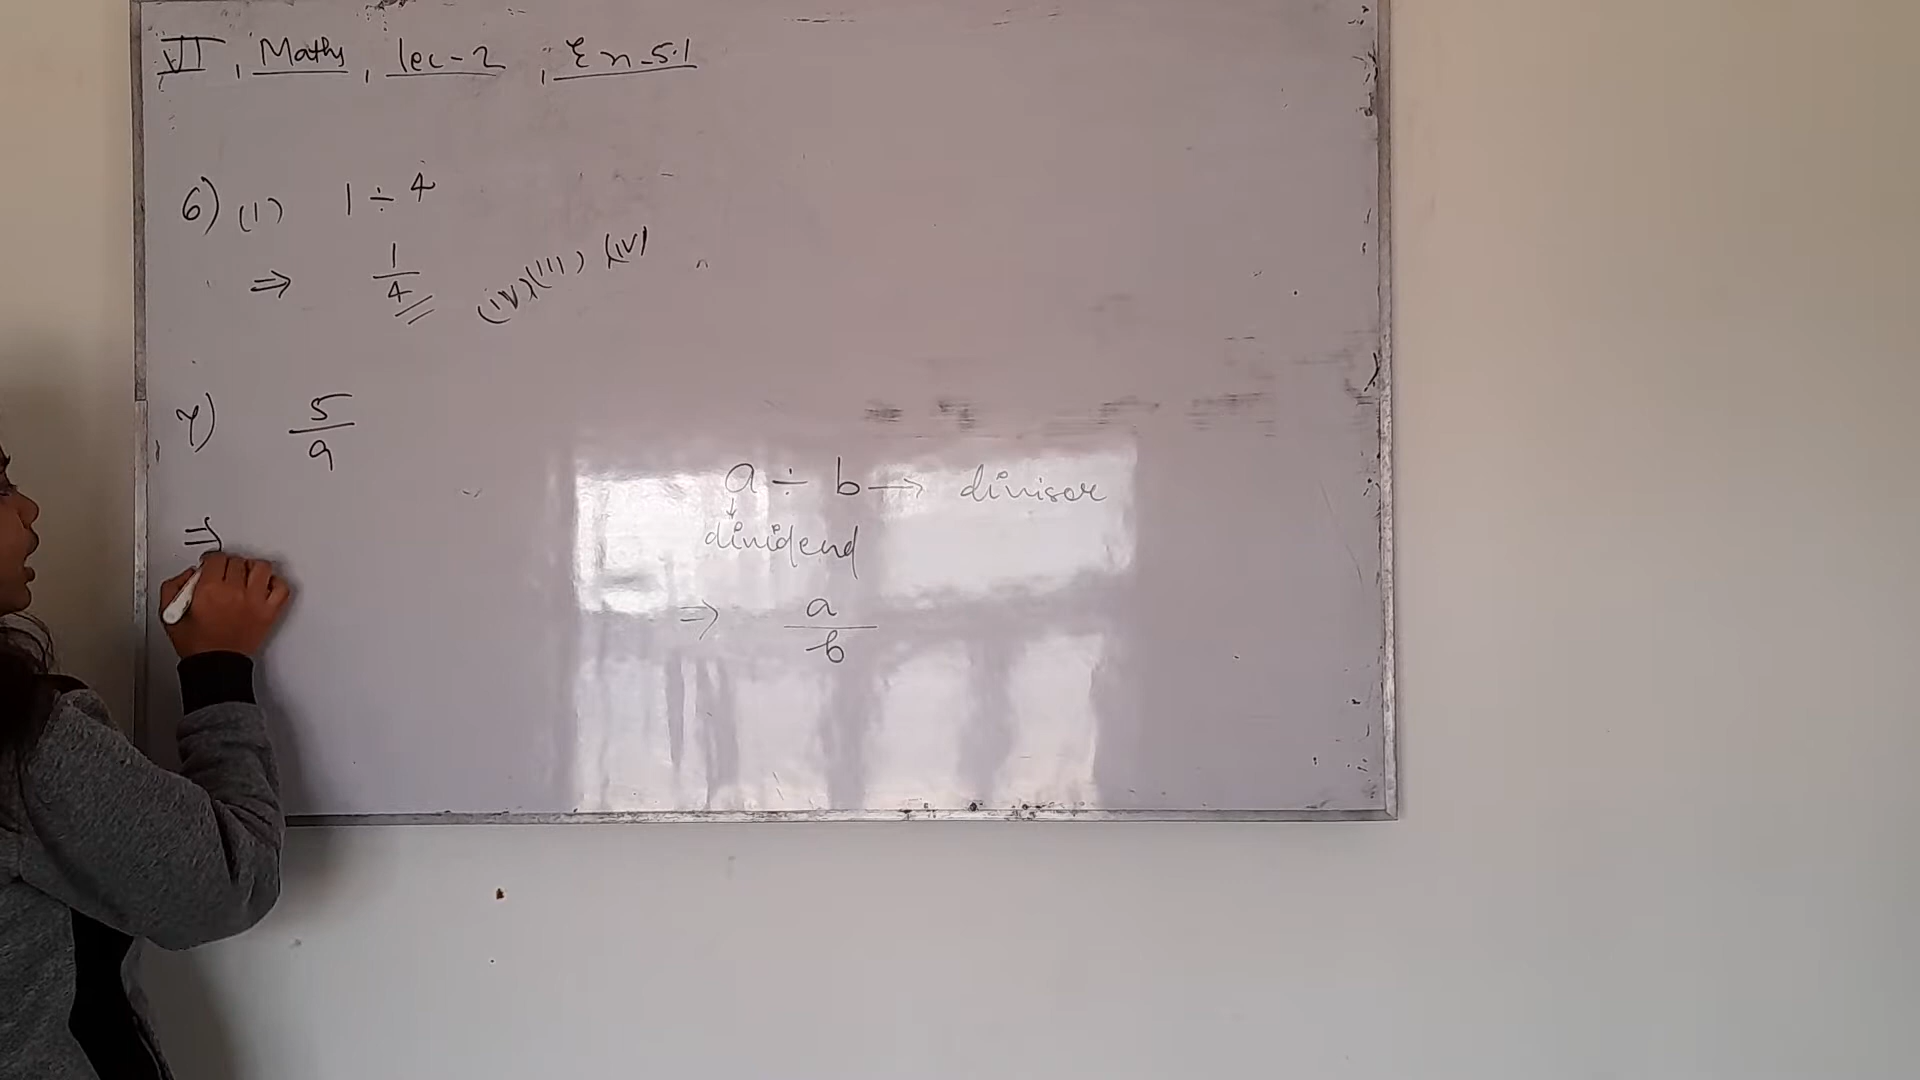 VI, Maths, lec-2, Ex-5.1
6) (i) 1 ÷ 4
⇒ 1/4 (iv)(iii) (iv)
7) 5/9
⇒
a ÷ b → divisor
↓
dividend
⇒ a/b